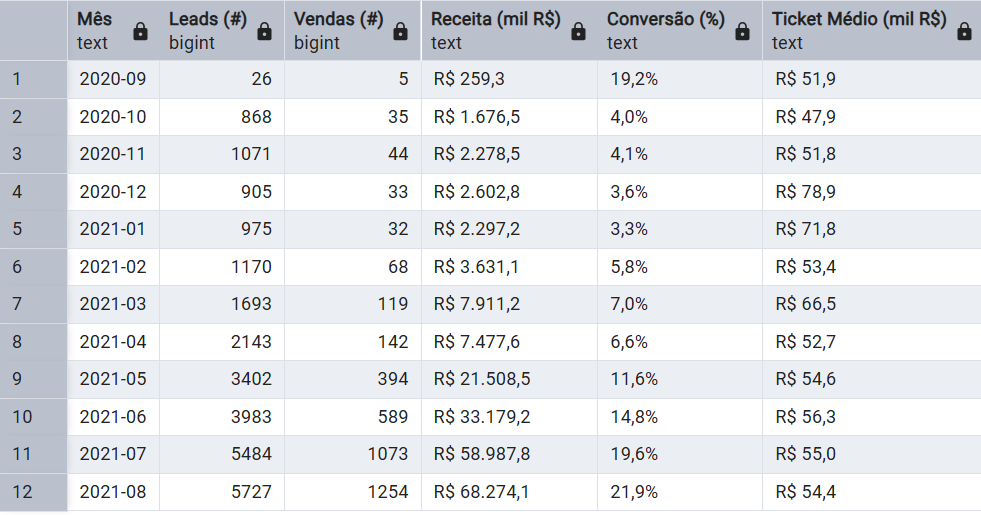 Mês Leads (#) Vendas (#) Receita (mil R$) Conversão (%) Ticket Médio (mil R$)
text bigint bigint text text text
1 2020-09 26 5 R$ 259,3 19,2% R$ 51,9
2 2020-10 868 35 R$ 1.676,5 4,0% R$ 47,9
3 2020-11 1071 44 R$ 2.278,5 4,1% R$ 51,8
4 2020-12 905 33 R$ 2.602,8 3,6% R$ 78,9
5 2021-01 975 32 R$ 2.297,2 3,3% R$ 71,8
6 2021-02 1170 68 R$ 3.631,1 5,8% R$ 53,4
7 2021-03 1693 119 R$ 7.911,2 7,0% R$ 66,5
8 2021-04 2143 142 R$ 7.477,6 6,6% R$ 52,7
9 2021-05 3402 394 R$ 21.508,5 11,6% R$ 54,6
10 2021-06 3983 589 R$ 33.179,2 14,8% R$ 56,3
11 2021-07 5484 1073 R$ 58.987,8 19,6% R$ 55,0
12 2021-08 5727 1254 R$ 68.274,1 21,9% R$ 54,4